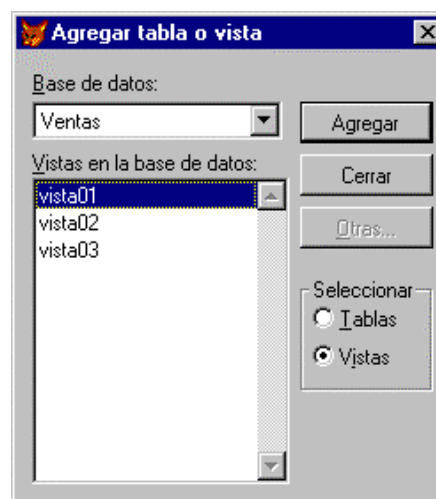 Agregar tabla o vista
Base de datos:
Ventas
Agregar
Vistas en la base de datos:
Cerrar
vista01
vista02
vista03
Otras...
Seleccionar
Tablas
Vistas